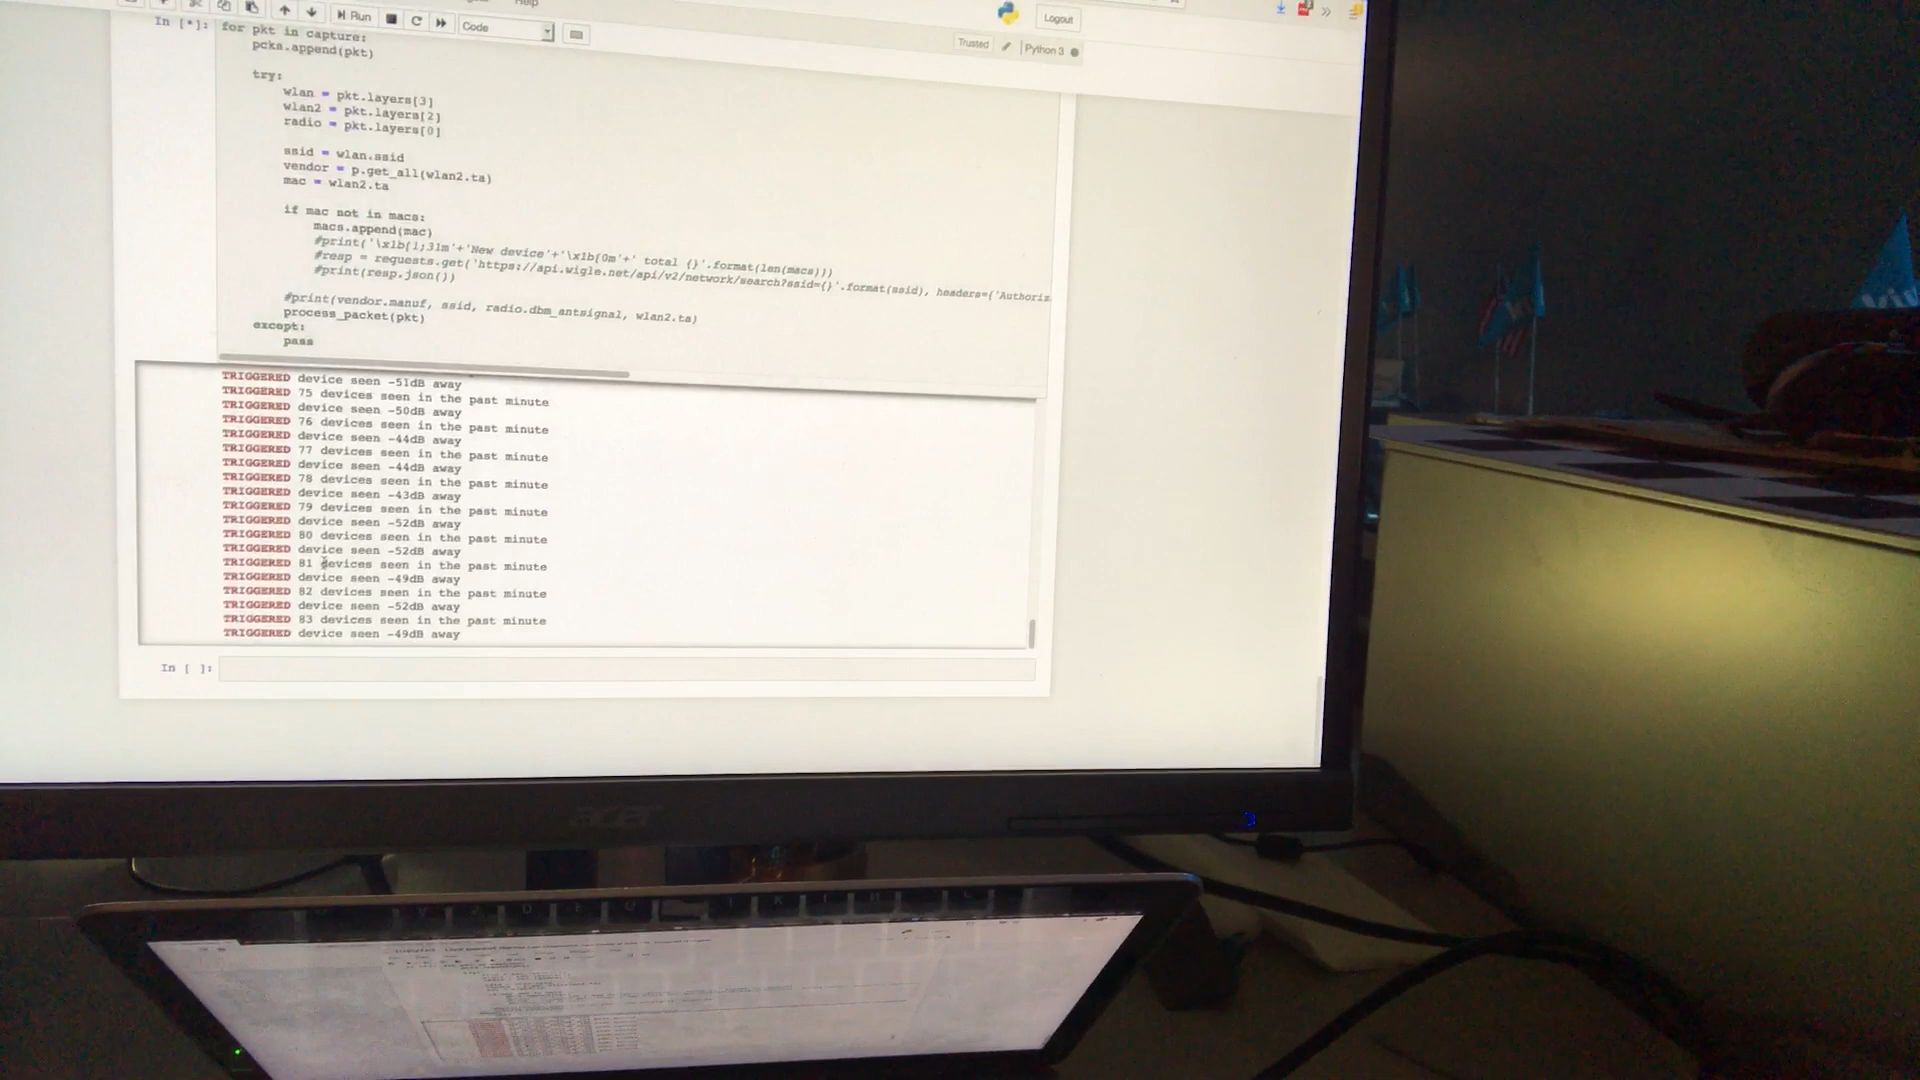 Help
Run
Code
Logout
Trusted
Python 3
In [*]:
for pkt in capture:
pcks.append(pkt)
try:
wlan = pkt.layers[3]
wlan2 = pkt.layers[2]
radio = pkt.layers[0]
ssid = wlan.ssid
vendor = p.get_all(wlan2.ta)
mac = wlan2.ta
if mac not in macs:
macs.append(mac)
#print('\x1b[1;31m'+'New device'+'\x1b[0m'+' total {}'.format(len(macs)))
#resp = requests.get('https://api.wigle.net/api/v2/network/search?ssid={}'.format(ssid), headers={'Authoriz
#print(resp.json())
#print(vendor.manuf, ssid, radio.dbm_antsignal, wlan2.ta)
process_packet(pkt)
except:
pass
TRIGGERED device seen -51dB away
TRIGGERED 75 devices seen in the past minute
TRIGGERED device seen -50dB away
TRIGGERED 76 devices seen in the past minute
TRIGGERED device seen -44dB away
TRIGGERED 77 devices seen in the past minute
TRIGGERED device seen -44dB away
TRIGGERED 78 devices seen in the past minute
TRIGGERED device seen -43dB away
TRIGGERED 79 devices seen in the past minute
TRIGGERED device seen -52dB away
TRIGGERED 80 devices seen in the past minute
TRIGGERED device seen -52dB away
TRIGGERED 81 devices seen in the past minute
TRIGGERED device seen -49dB away
TRIGGERED 82 devices seen in the past minute
TRIGGERED device seen -52dB away
TRIGGERED 83 devices seen in the past minute
TRIGGERED device seen -49dB away
In [ ]:
acer